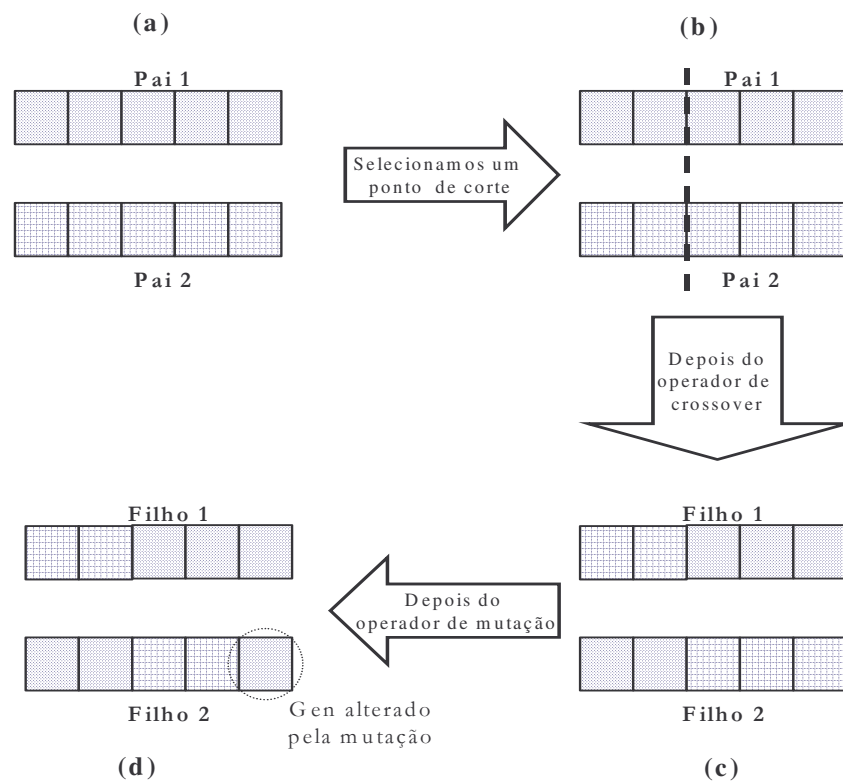 (a)
Pai 1
Pai 2
Selecionamos um
ponto de corte
(b)
Pai 1
Pai 2
Depois do
operador de
crossover
Filho 1
Filho 2
(c)
Depois do
operador de mutação
Filho 1
Filho 2
Gen alterado
pela mutação
(d)